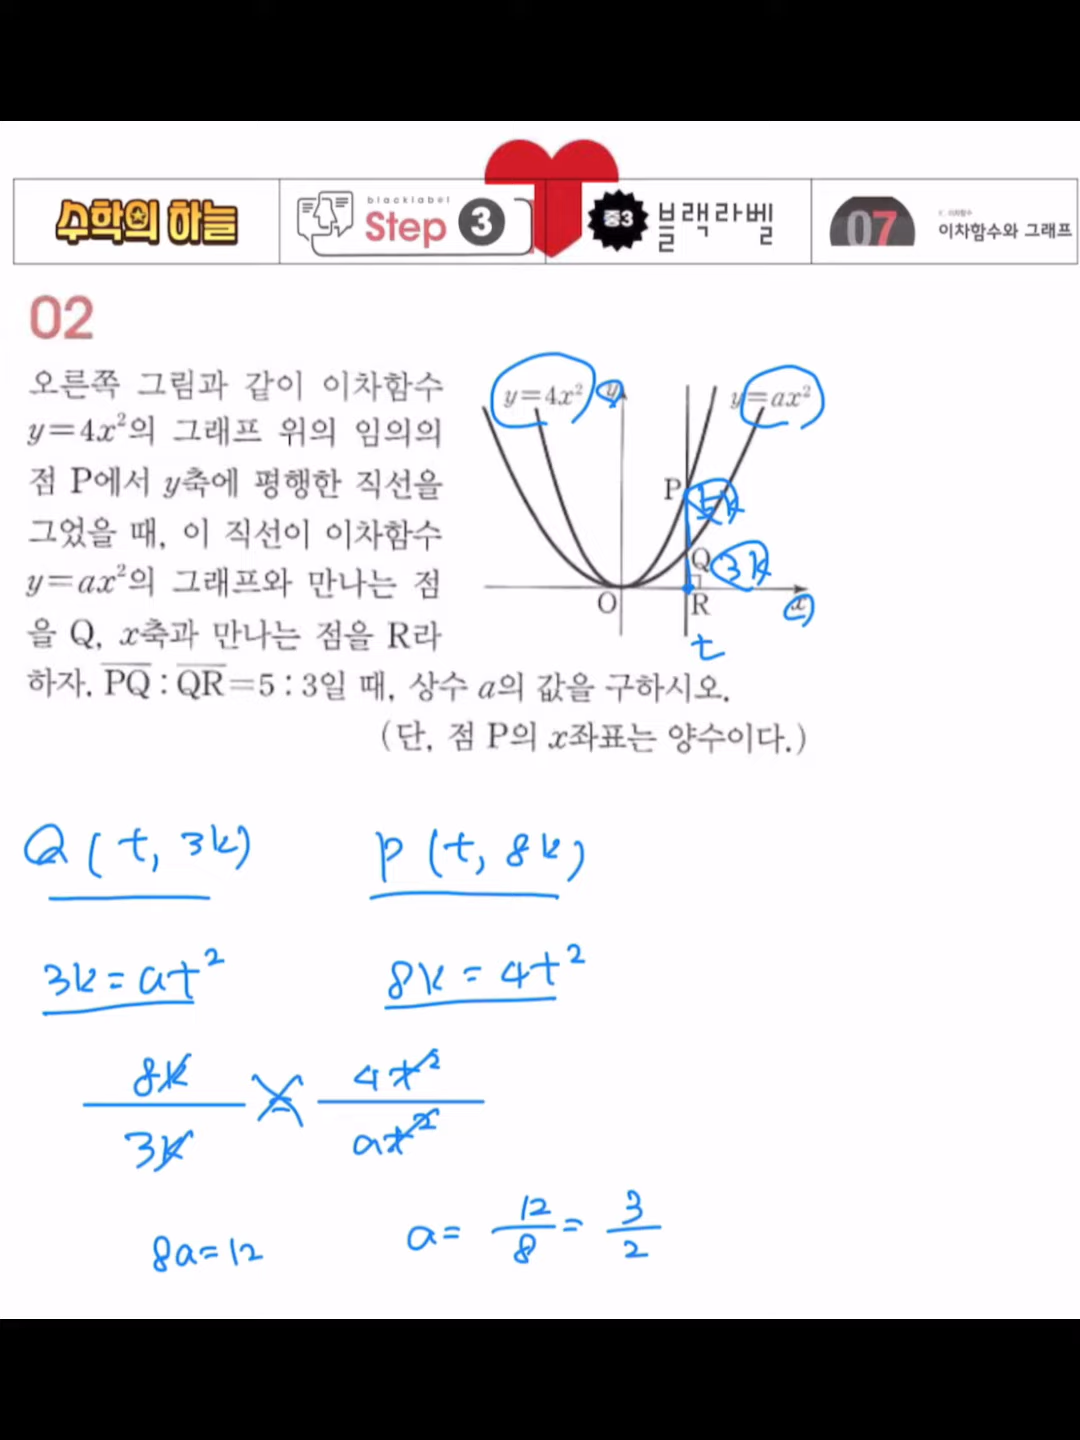 수학의 하늘
blacklabel
Step 3
중3 블랙라벨
07
이차함수와 그래프
02
오른쪽 그림과 같이 이차함수
y=4x²의 그래프 위의 임의의
점 P에서 y축에 평행한 직선을
그었을 때, 이 직선이 이차함수
y=ax²의 그래프와 만나는 점
을 Q, x축과 만나는 점을 R라
하자. PQ : QR=5 : 3일 때, 상수 a의 값을 구하시오.
(단, 점 P의 x좌표는 양수이다.)
y=4x² y y=ax²
P 5k
Q 3k
O R x
t
Q(t, 3k) P(t, 8k)
3k=at² 8k=4t²
8k/3k = 4t²/at²
8a=12 a=12/8=3/2